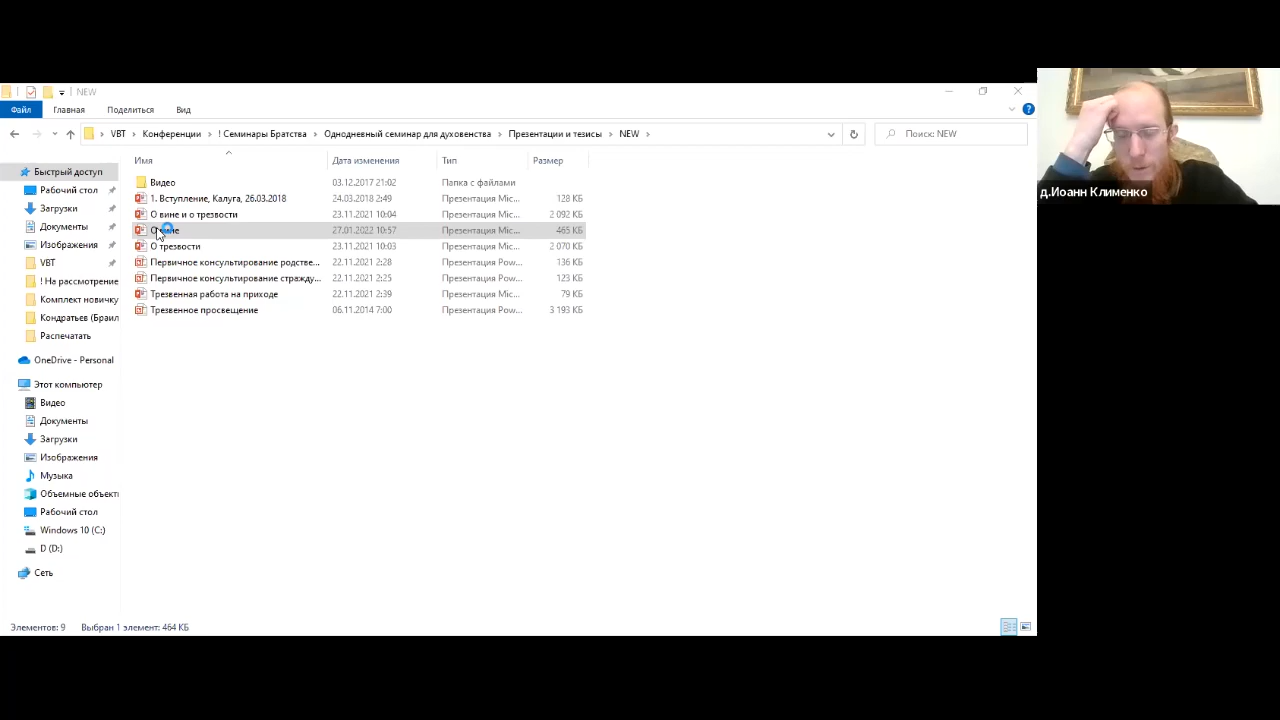 NEW
Файл Главная Поделиться Вид
VBT › Конференции › ! Семинары Братства › Однодневный семинар для духовенства › Презентации и тезисы › NEW ›
Поиск: NEW
Имя Дата изменения Тип Размер
Видео 03.12.2017 21:02 Папка с файлами
1. Вступление, Калуга, 26.03.2018 24.03.2018 2:49 Презентация Mic... 128 КБ
О вине и о трезвости 23.11.2021 10:04 Презентация Mic... 2 092 КБ
27.01.2022 10:57 Презентация Mic... 465 КБ
О трезвости 23.11.2021 10:03 Презентация Mic... 2 070 КБ
Первичное консультирование родстве... 22.11.2021 2:28 Презентация Pow... 136 КБ
Первичное консультирование стражду... 22.11.2021 2:25 Презентация Pow... 123 КБ
Трезвенная работа на приходе 22.11.2021 2:39 Презентация Mic... 79 КБ
Трезвенное просвещение 06.11.2014 7:00 Презентация Pow... 3 193 КБ
Быстрый доступ
Рабочий стол
Загрузки
Документы
Изображения
VBT
! На рассмотрение
Комплект новичку
Кондратьев (Браил
Распечатать
OneDrive - Personal
Этот компьютер
Видео
Документы
Загрузки
Изображения
Музыка
Объемные объект
Рабочий стол
Windows 10 (C:)
D (D:)
Сеть
Элементов: 9 Выбран 1 элемент: 464 КБ
д.Иоанн Клименко